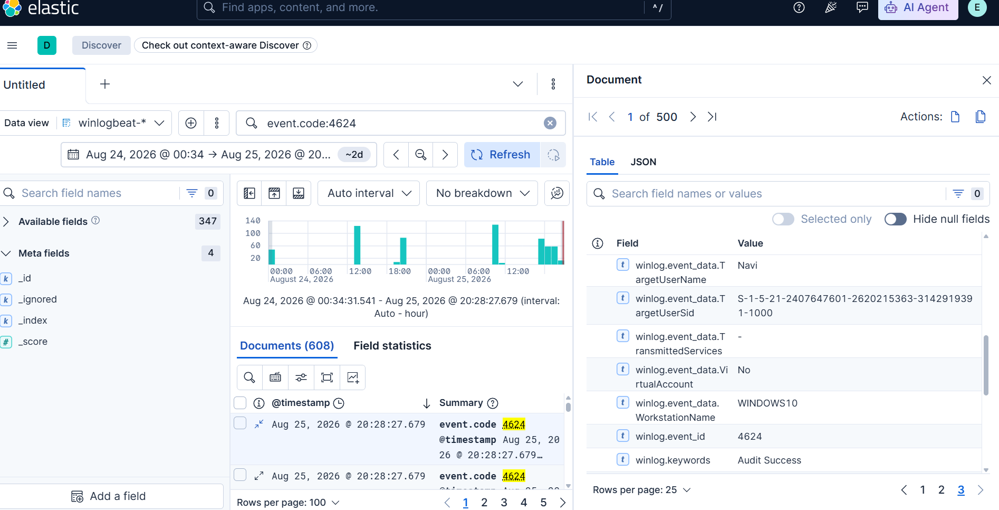 elastic
Find apps, content, and more.
^ /
AI Agent
E
D
Discover
Check out context-aware Discover
Untitled
Data view
winlogbeat-*
event.code:4624
Aug 24, 2026 @ 00:34 → Aug 25, 2026 @ 20...
~2d
Refresh
Search field names
0
Available fields
347
Meta fields
4
k _id
k _ignored
k _index
# _score
Add a field
Auto interval
No breakdown
140
100
60
20
00:00
06:00
12:00
18:00
00:00
06:00
12:00
August 24, 2026
August 25, 2026
Aug 24, 2026 @ 00:34:31.541 - Aug 25, 2026 @ 20:28:27.679 (interval:
Auto - hour)
Documents (608)
Field statistics
@timestamp
Summary
Aug 25, 2026 @ 20:28:27.679
event.code 4624
@timestamp Aug 25, 20
26 @ 20:28:27.679…
Aug 25, 2026 @ 20:28:27.679
event.code 4624
Rows per page: 100
1
2
3
4
5
Document
1 of 500
Actions:
Table
JSON
Search field names or values
0
Selected only
Hide null fields
Field
Value
t winlog.event_data.T
argetUserName
Navi
t winlog.event_data.T
argetUserSid
S-1-5-21-2407647601-2620215363-314291939
1-1000
t winlog.event_data.T
ransmittedServices
-
t winlog.event_data.Vi
rtualAccount
No
t winlog.event_data.
WorkstationName
WINDOWS10
t winlog.event_id
4624
t winlog.keywords
Audit Success
Rows per page: 25
1
2
3